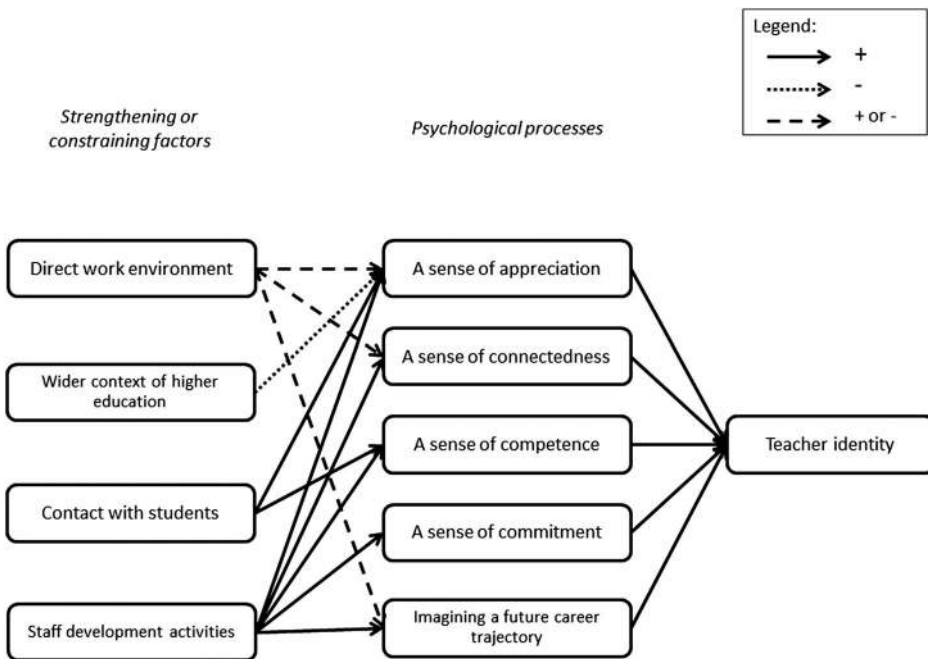 Legend:
+
-
+ or -
Strengthening or
constraining factors
Psychological processes
Direct work environment
A sense of appreciation
Wider context of higher
education
A sense of connectedness
A sense of competence
Teacher identity
Contact with students
A sense of commitment
Staff development activities
Imagining a future career
trajectory